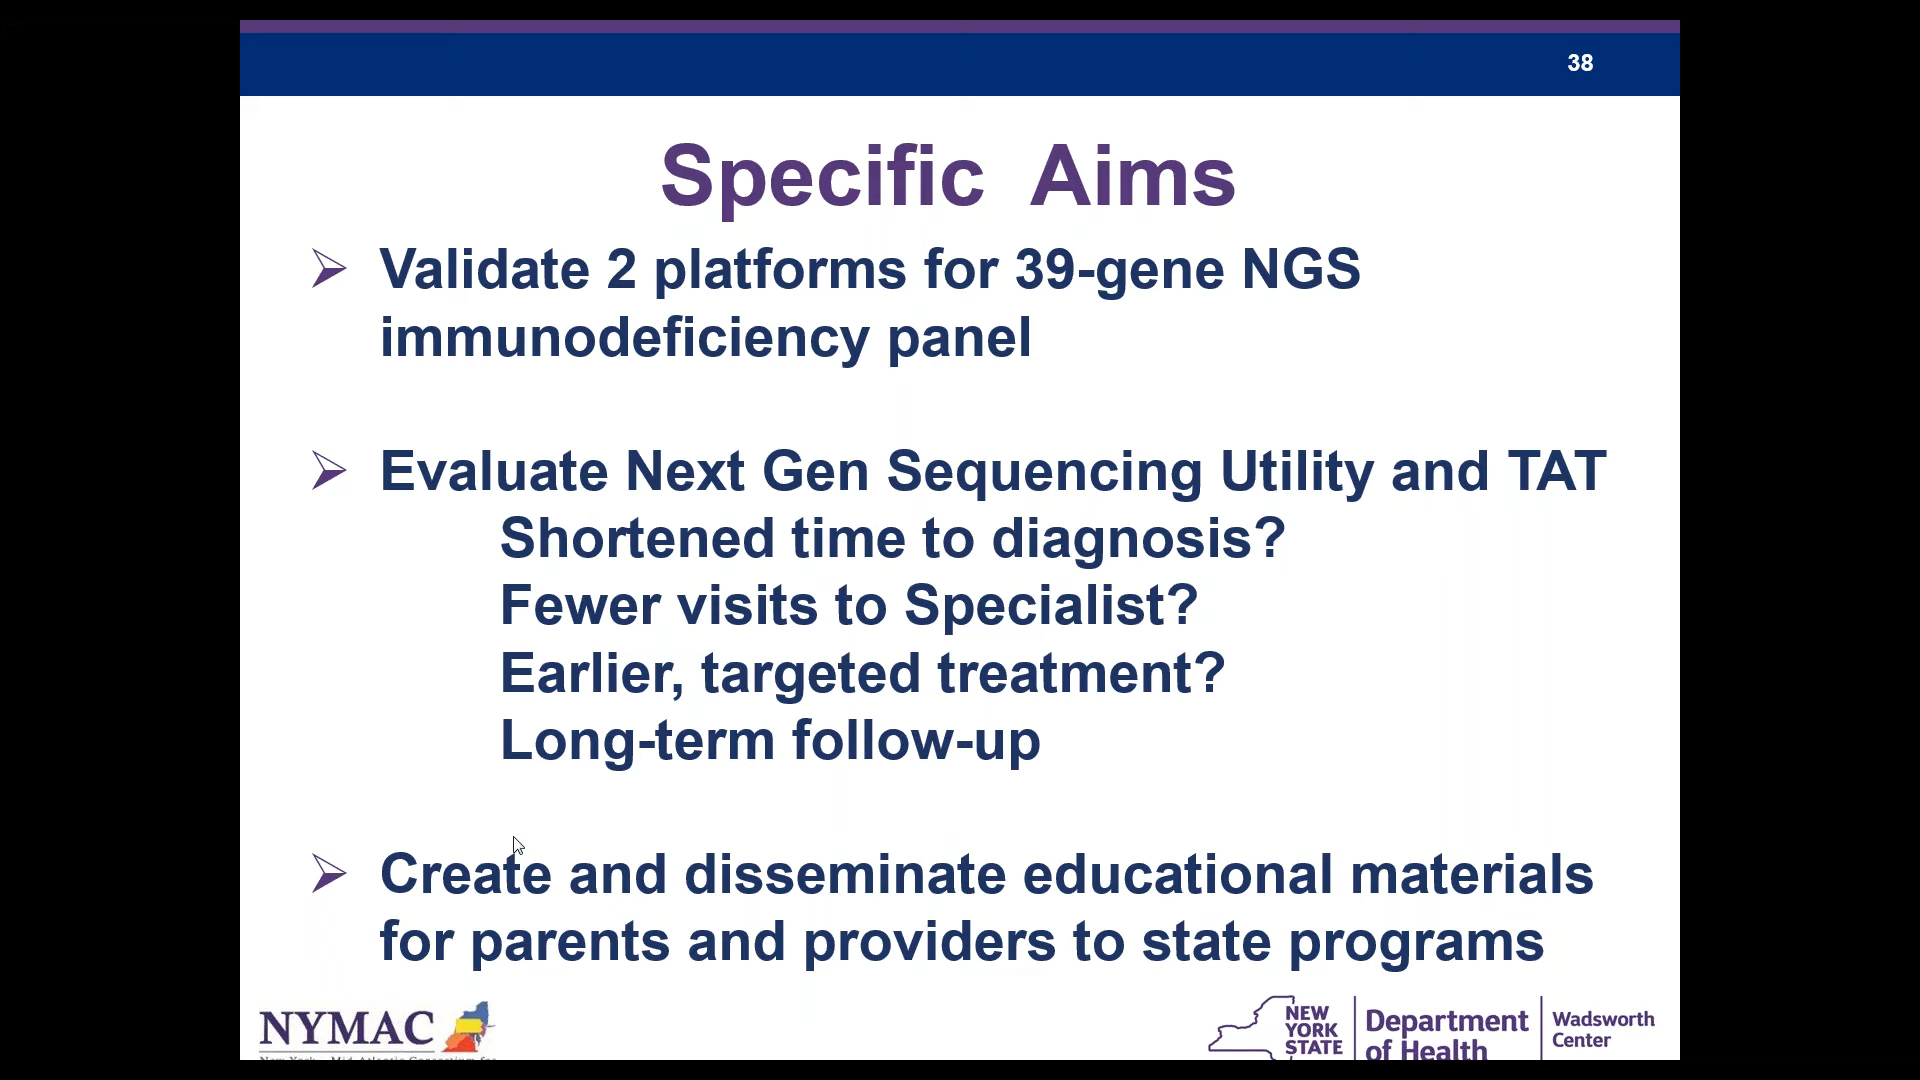 38
Specific Aims
Validate 2 platforms for 39-gene NGS
immunodeficiency panel
Evaluate Next Gen Sequencing Utility and TAT
Shortened time to diagnosis?
Fewer visits to Specialist?
Earlier, targeted treatment?
Long-term follow-up
Create and disseminate educational materials
for parents and providers to state programs
NYMAC
NEW
YORK
STATE
Department
of Health
Wadsworth
Center